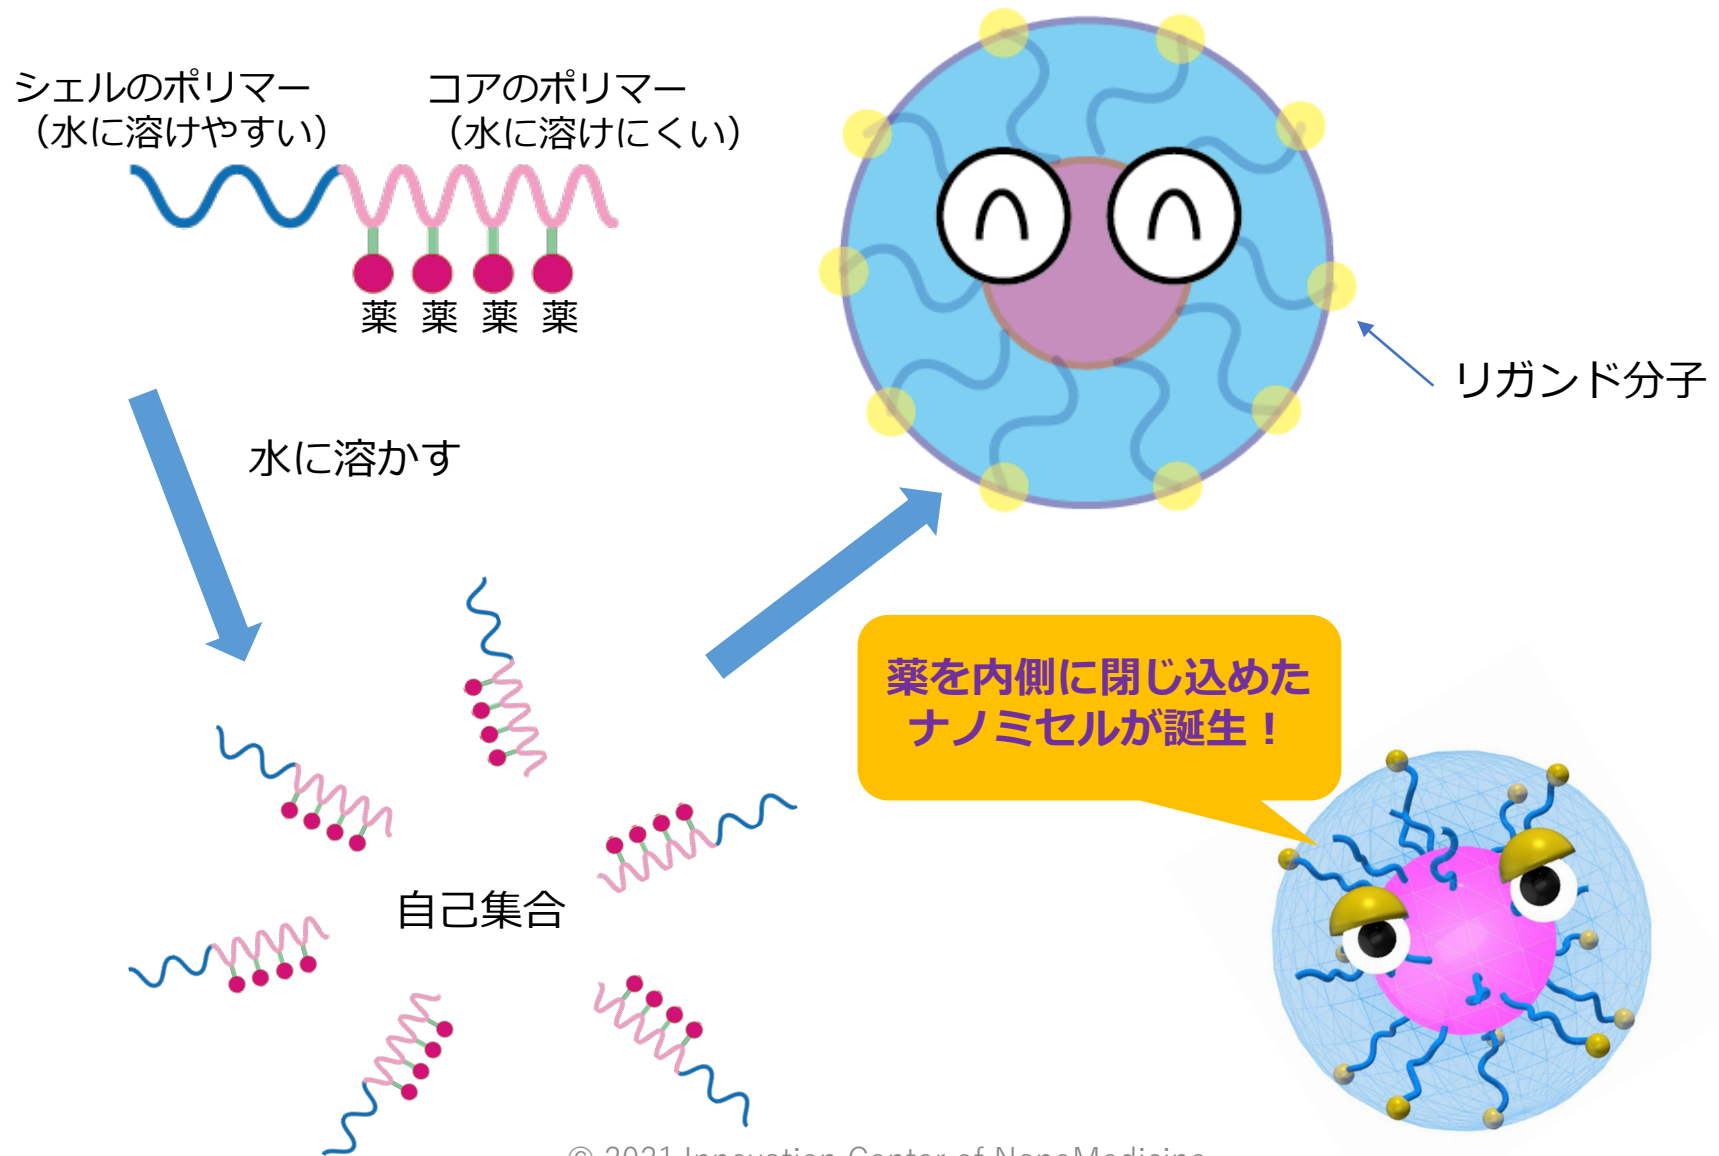 シェルのポリマー
（水に溶けやすい）
コアのポリマー
（水に溶けにくい）
薬 薬 薬 薬
リガンド分子
水に溶かす
薬を内側に閉じ込めた
ナノミセルが誕生！
自己集合
© 2021 Innovation Center of NanoMedicine